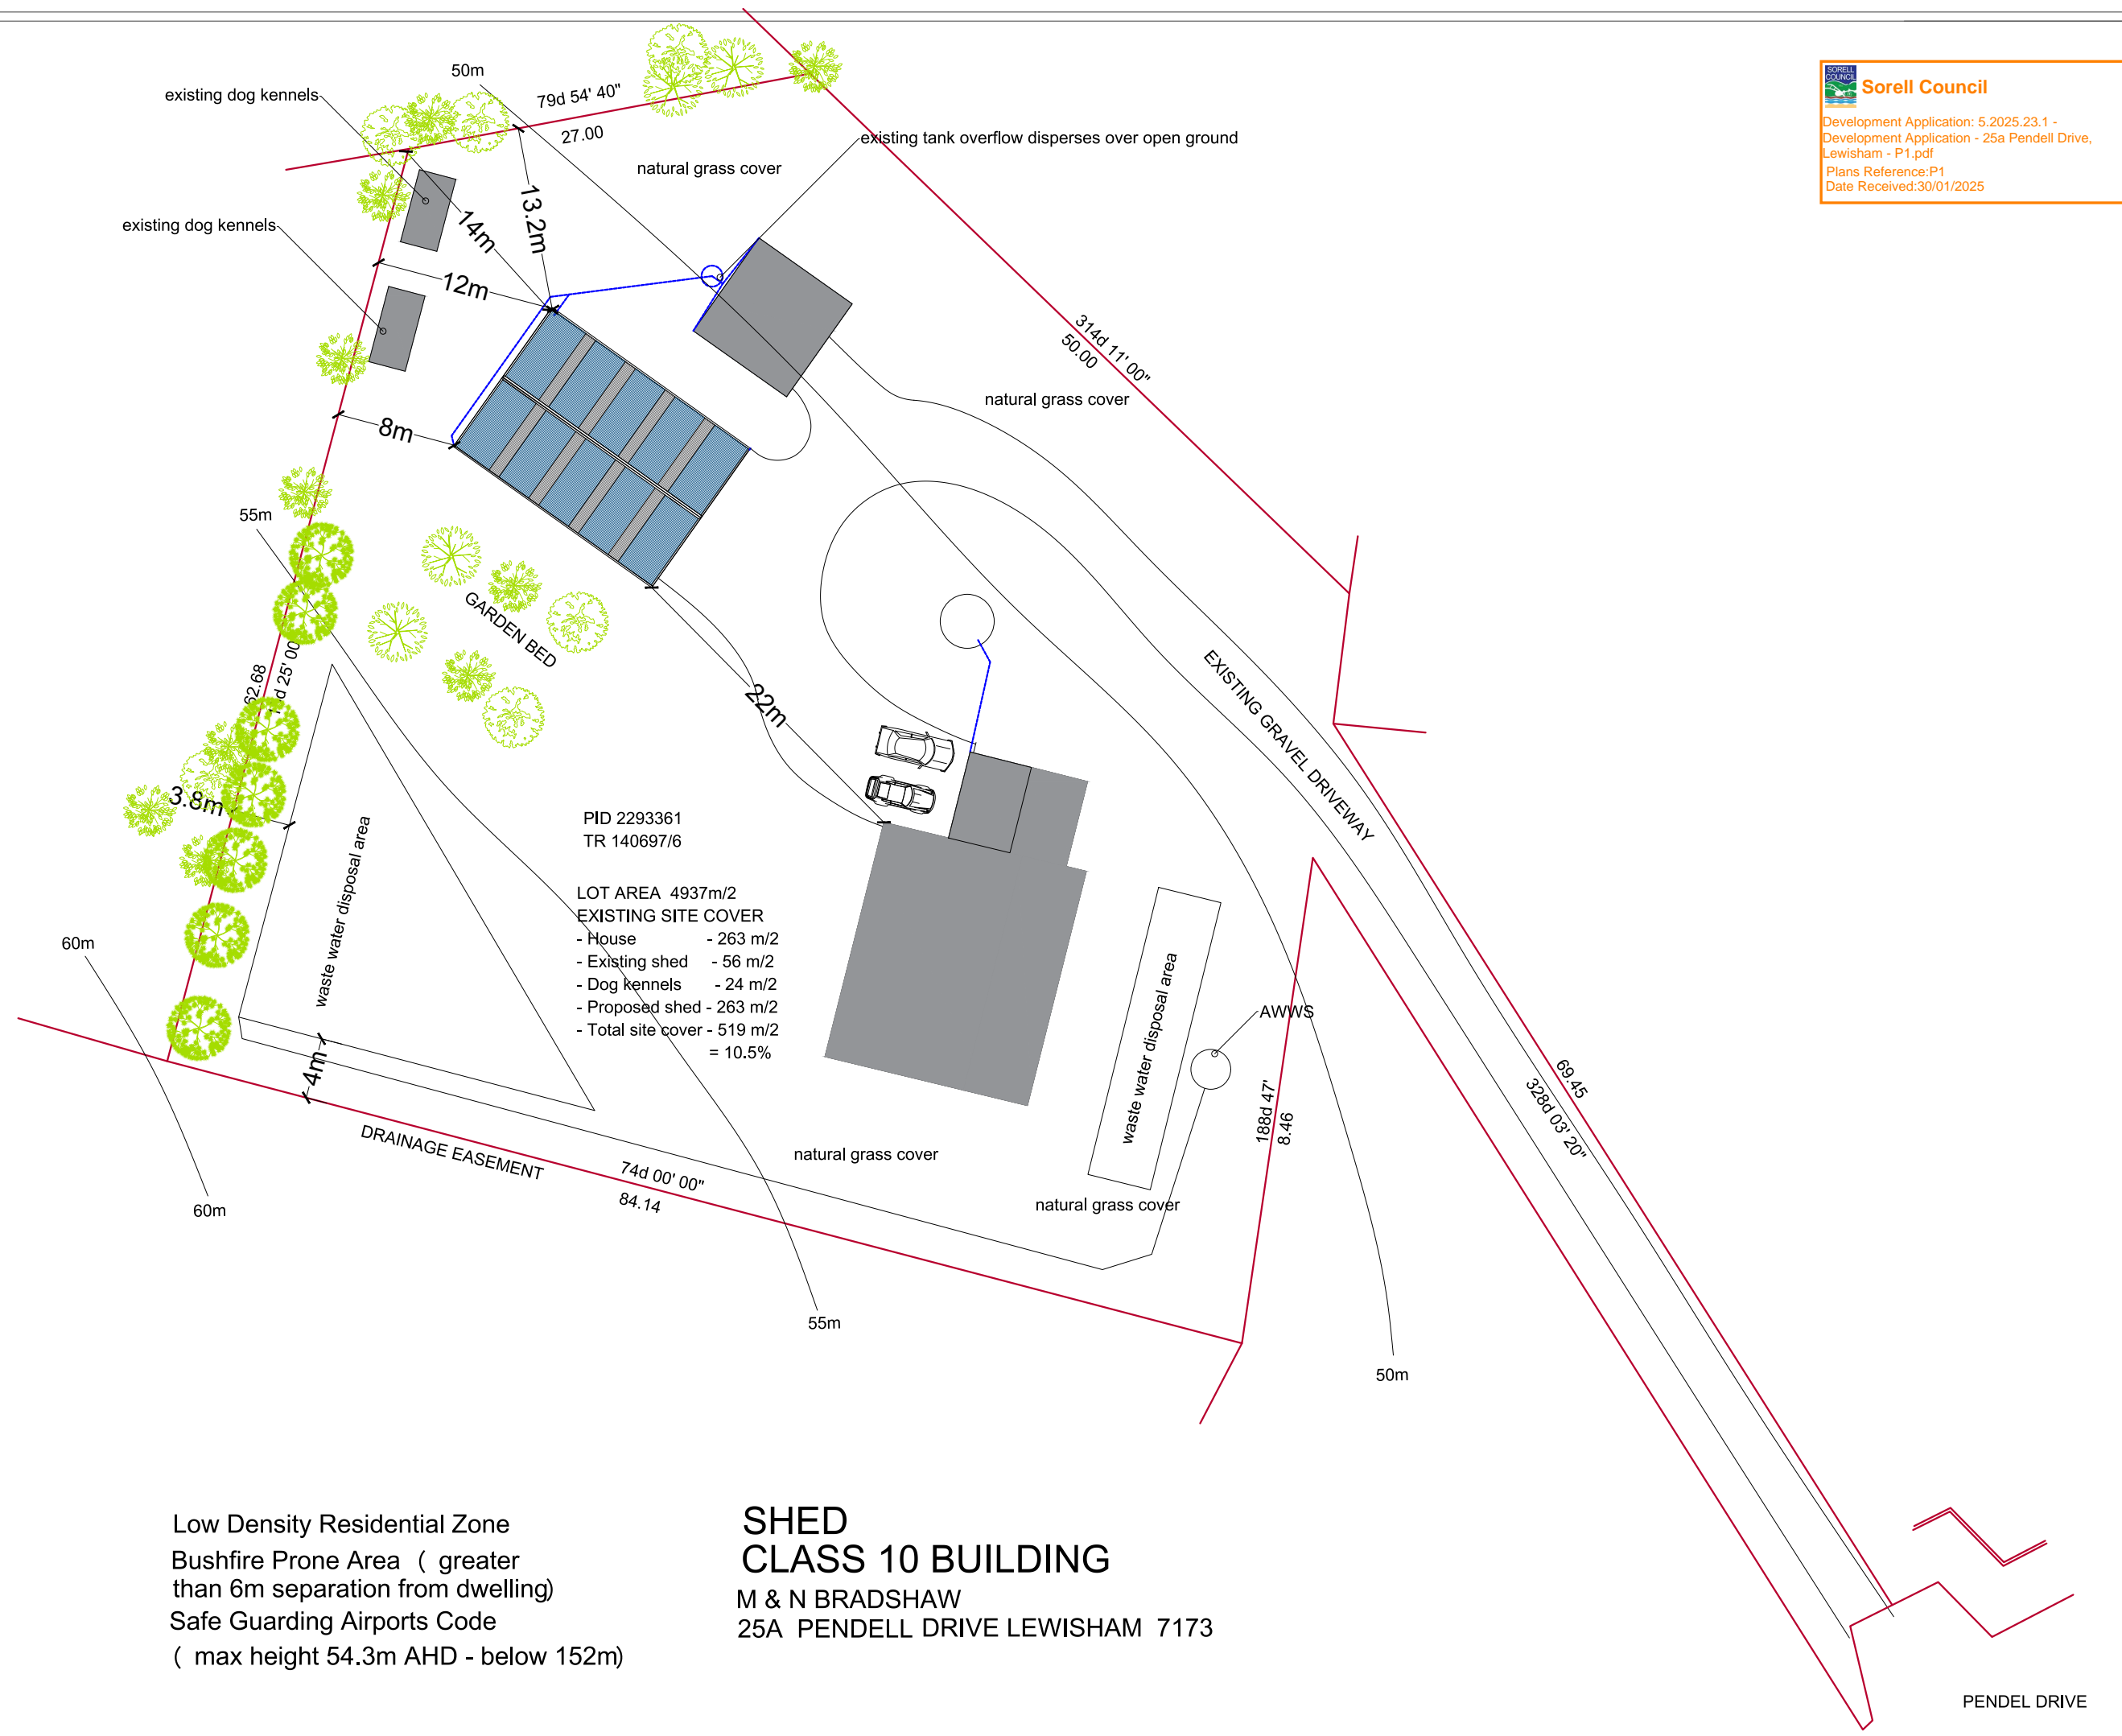 SORELL
COUNCIL
Sorell Council
Development Application: 5.2025.23.1 -
Development Application - 25a Pendell Drive,
Lewisham - P1.pdf
Plans Reference:P1
Date Received:30/01/2025
50m
79d 54' 40"
27.00
existing dog kennels
existing tank overflow disperses over open ground
natural grass cover
13.2m
14m
existing dog kennels
12m
314d 11' 00"
50.00
natural grass cover
8m
55m
GARDEN BED
62.68
d 25' 00
22m
EXISTING GRAVEL DRIVEWAY
3.8m
waste water disposal area
PID 2293361
TR 140697/6
LOT AREA 4937m/2
EXISTING SITE COVER
- House - 263 m/2
- Existing shed - 56 m/2
- Dog kennels - 24 m/2
- Proposed shed - 263 m/2
- Total site cover - 519 m/2
= 10.5%
60m
waste water disposal area
AWWS
4m
69.45
328d 03' 20"
188d 47'
8.46
DRAINAGE EASEMENT
74d 00' 00"
84.14
natural grass cover
natural grass cover
60m
55m
50m
Low Density Residential Zone
Bushfire Prone Area ( greater
than 6m separation from dwelling)
Safe Guarding Airports Code
( max height 54.3m AHD - below 152m)
SHED
CLASS 10 BUILDING
M & N BRADSHAW
25A PENDELL DRIVE LEWISHAM 7173
PENDEL DRIVE